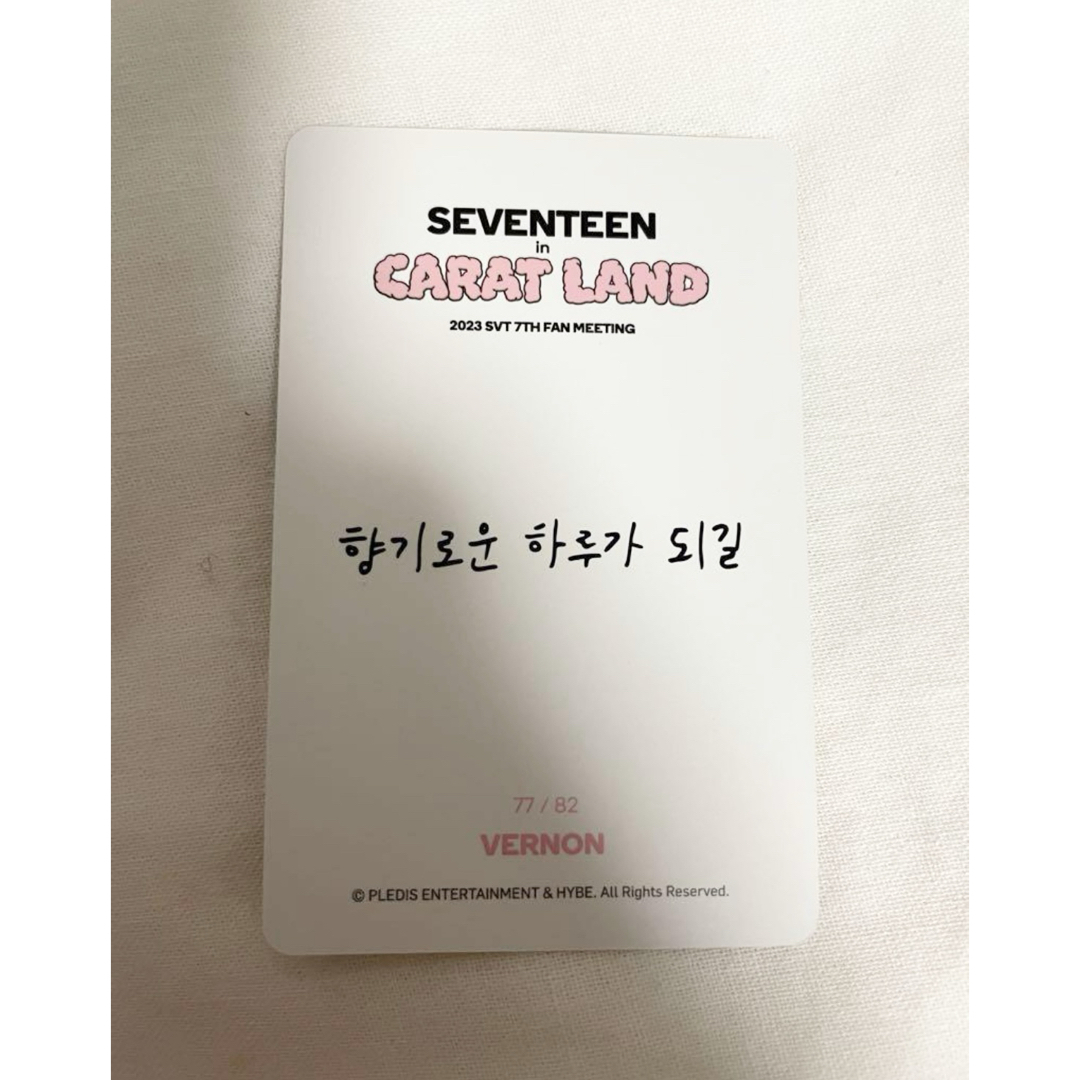 SEVENTEEN
in
CARAT LAND
2023 SVT 7TH FAN MEETING
향기로운 하루가 되길
77 / 82
VERNON
© PLEDIS ENTERTAINMENT & HYBE. All Rights Reserved.